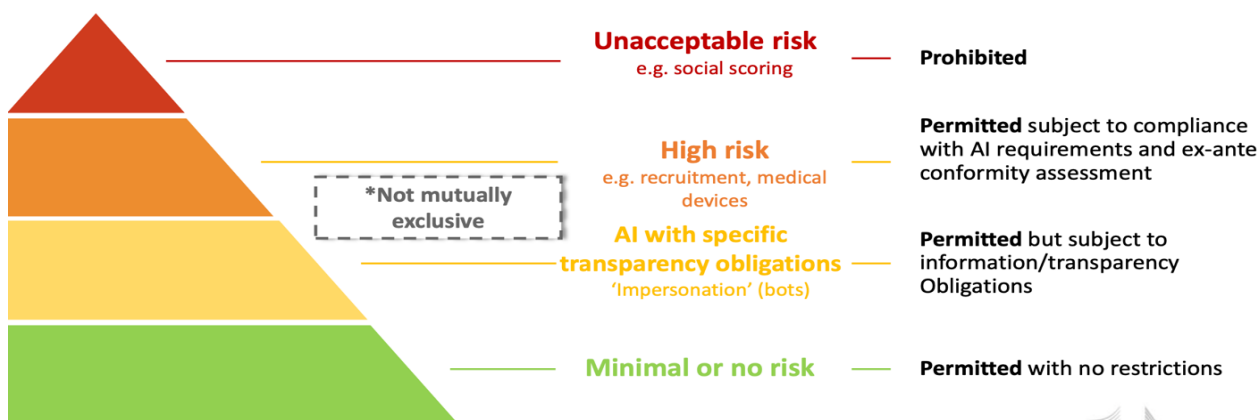 Unacceptable risk
e.g. social scoring
Prohibited
High risk
e.g. recruitment, medical
devices
Permitted subject to compliance
with AI requirements and ex-ante
conformity assessment
*Not mutually
exclusive
AI with specific
transparency obligations
'Impersonation' (bots)
Permitted but subject to
information/transparency
Obligations
Minimal or no risk
Permitted with no restrictions